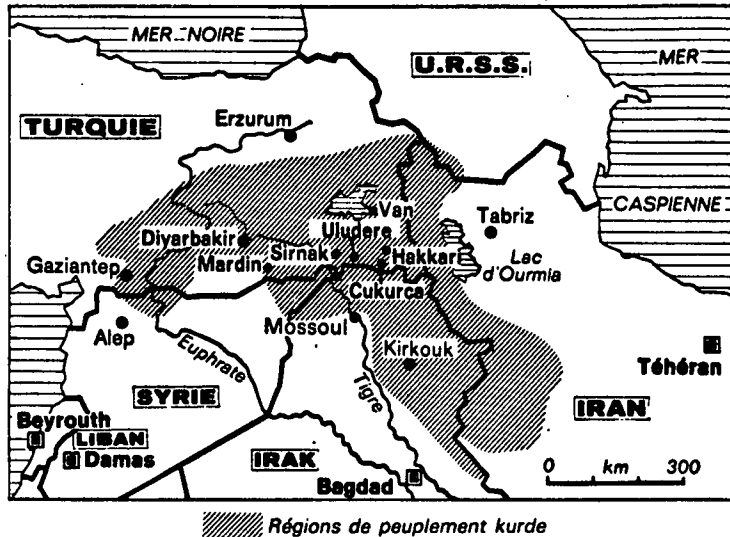 MER NOIRE
U.R.S.S.
MER
CASPIENNE
TURQUIE
Erzurum
Van
Uludere
Tabriz
Diyarbakir
Sirnak
Hakkari
Lac
d'Ourmia
Gaziantep
Mardin
Cukurca
Alep
Mossoul
Euphrate
Kirkouk
Téhéran
Tigre
SYRIE
IRAN
Beyrouth
LIBAN
Damas
IRAK
Bagdad
0 km 300
Régions de peuplement kurde